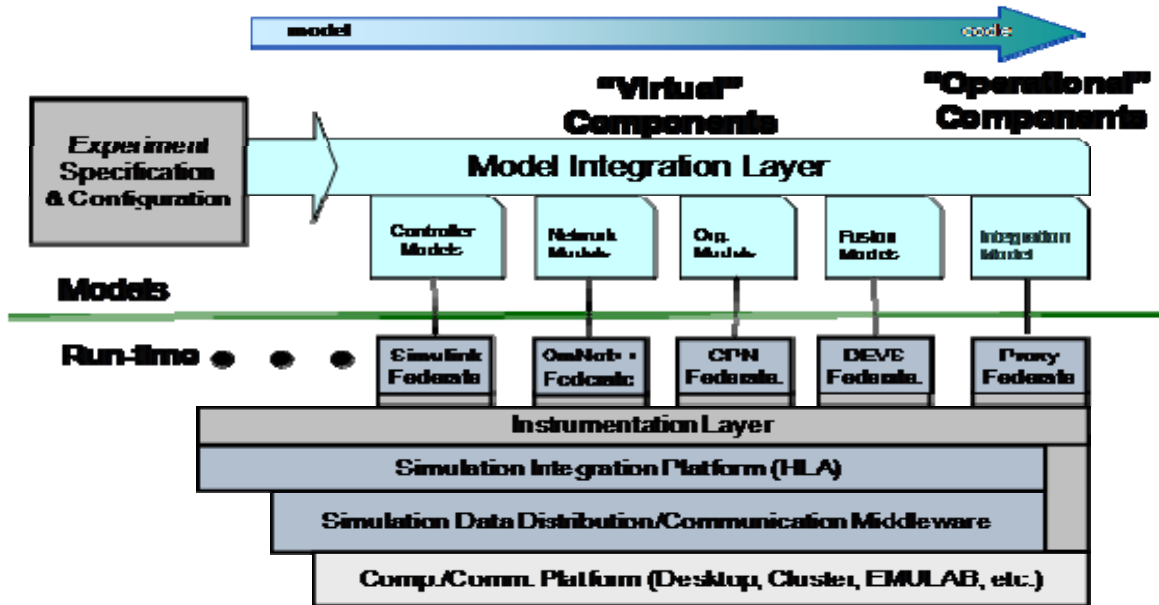 model
code
“Virtual”
Components
“Operational”
Components
Experiment
Specification
& Configuration
Model Integration Layer
Controller
Models
Network
Models
Org.
Models
Fusion
Models
Integration
Model
Models
Run-time
Simulink
Federate
OmNet++
Federate
CPN
Federate
DEVS
Federate
Proxy
Federate
Instrumentation Layer
Simulation Integration Platform (HLA)
Simulation Data Distribution/Communication Middleware
Comp./Comm. Platform (Desktop, Cluster, EMULAB, etc.)